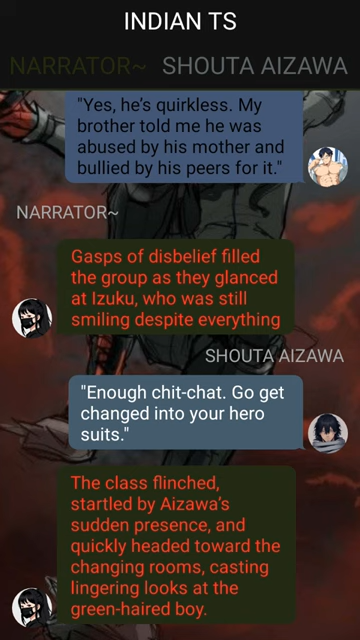 INDIAN TS
NARRATOR~ SHOUTA AIZAWA
"Yes, he's quirkless. My
brother told me he was
abused by his mother and
bullied by his peers for it."
NARRATOR~
Gasps of disbelief filled
the group as they glanced
at Izuku, who was still
smiling despite everything
SHOUTA AIZAWA
"Enough chit-chat. Go get
changed into your hero
suits."
The class flinched,
startled by Aizawa's
sudden presence, and
quickly headed toward the
changing rooms, casting
lingering looks at the
green-haired boy.